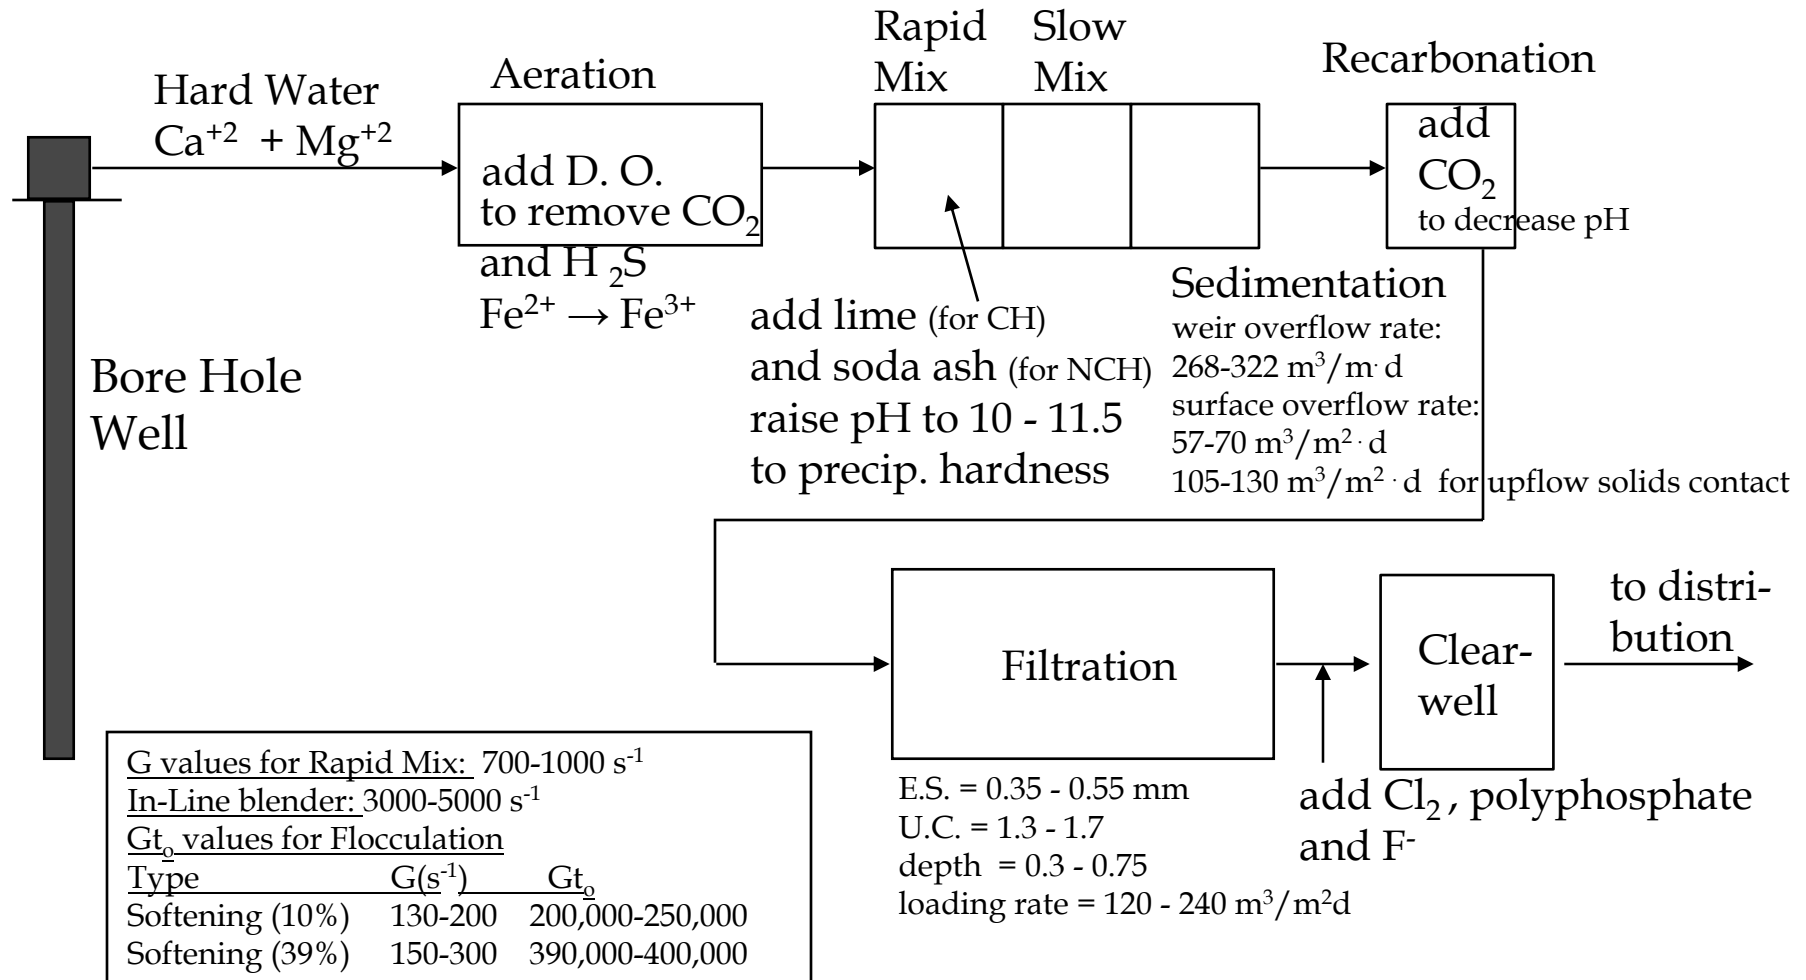 Hard Water
Ca⁺² + Mg⁺²
Bore Hole
Well
Aeration
add D. O.
to remove CO₂
and H ₂S
Fe²⁺ → Fe³⁺
Rapid
Mix
Slow
Mix
add lime (for CH)
and soda ash (for NCH)
raise pH to 10 - 11.5
to precip. hardness
Recarbonation
add
CO₂
to decrease pH
Sedimentation
weir overflow rate:
268-322 m³/m· d
surface overflow rate:
57-70 m³/m² · d
105-130 m³/m² · d for upflow solids contact
Filtration
E.S. = 0.35 - 0.55 mm
U.C. = 1.3 - 1.7
depth = 0.3 - 0.75
loading rate = 120 - 240 m³/m²d
add Cl₂ , polyphosphate
and F⁻
Clear-
well
to distri-
bution
G values for Rapid Mix: 700-1000 s⁻¹
In-Line blender: 3000-5000 s⁻¹
Gtₒ values for Flocculation
Type G(s⁻¹) Gtₒ
Softening (10%) 130-200 200,000-250,000
Softening (39%) 150-300 390,000-400,000